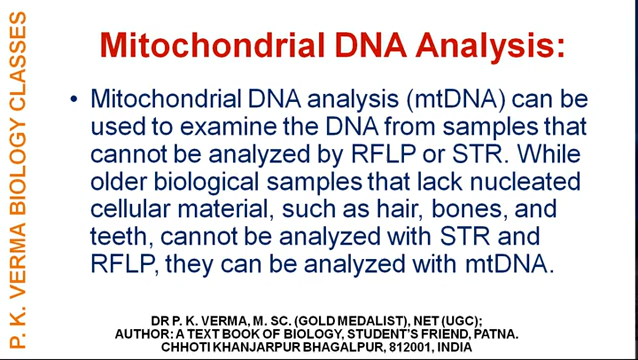 P. K. VERMA BIOLOGY CLASSES
Mitochondrial DNA Analysis:
• Mitochondrial DNA analysis (mtDNA) can be
used to examine the DNA from samples that
cannot be analyzed by RFLP or STR. While
older biological samples that lack nucleated
cellular material, such as hair, bones, and
teeth, cannot be analyzed with STR and
RFLP, they can be analyzed with mtDNA.
DR P. K. VERMA, M. SC. (GOLD MEDALIST), NET (UGC);
AUTHOR: A TEXT BOOK OF BIOLOGY, STUDENT'S FRIEND, PATNA.
CHHOTI KHANJARPUR BHAGALPUR, 812001, INDIA